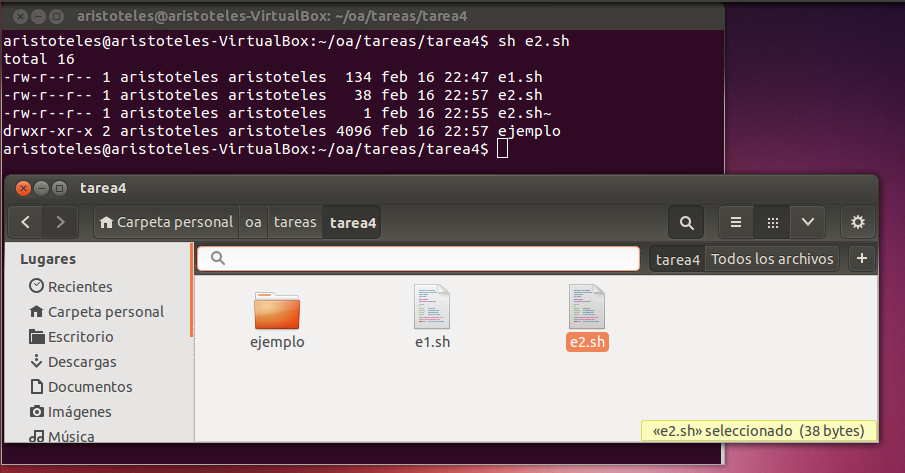 aristoteles@aristoteles-VirtualBox: ~/oa/tareas/tarea4
aristoteles@aristoteles-VirtualBox:~/oa/tareas/tarea4$ sh e2.sh
total 16
-rw-r--r-- 1 aristoteles aristoteles  134 feb 16 22:47 e1.sh
-rw-r--r-- 1 aristoteles aristoteles   38 feb 16 22:57 e2.sh
-rw-r--r-- 1 aristoteles aristoteles    1 feb 16 22:55 e2.sh~
drwxr-xr-x 2 aristoteles aristoteles 4096 feb 16 22:57 ejemplo
aristoteles@aristoteles-VirtualBox:~/oa/tareas/tarea4$
tarea4
Carpeta personal oa tareas tarea4
Lugares
Recientes
Carpeta personal
Escritorio
Descargas
Documentos
Imágenes
Música
tarea4 Todos los archivos +
ejemplo e1.sh e2.sh
«e2.sh» seleccionado (38 bytes)